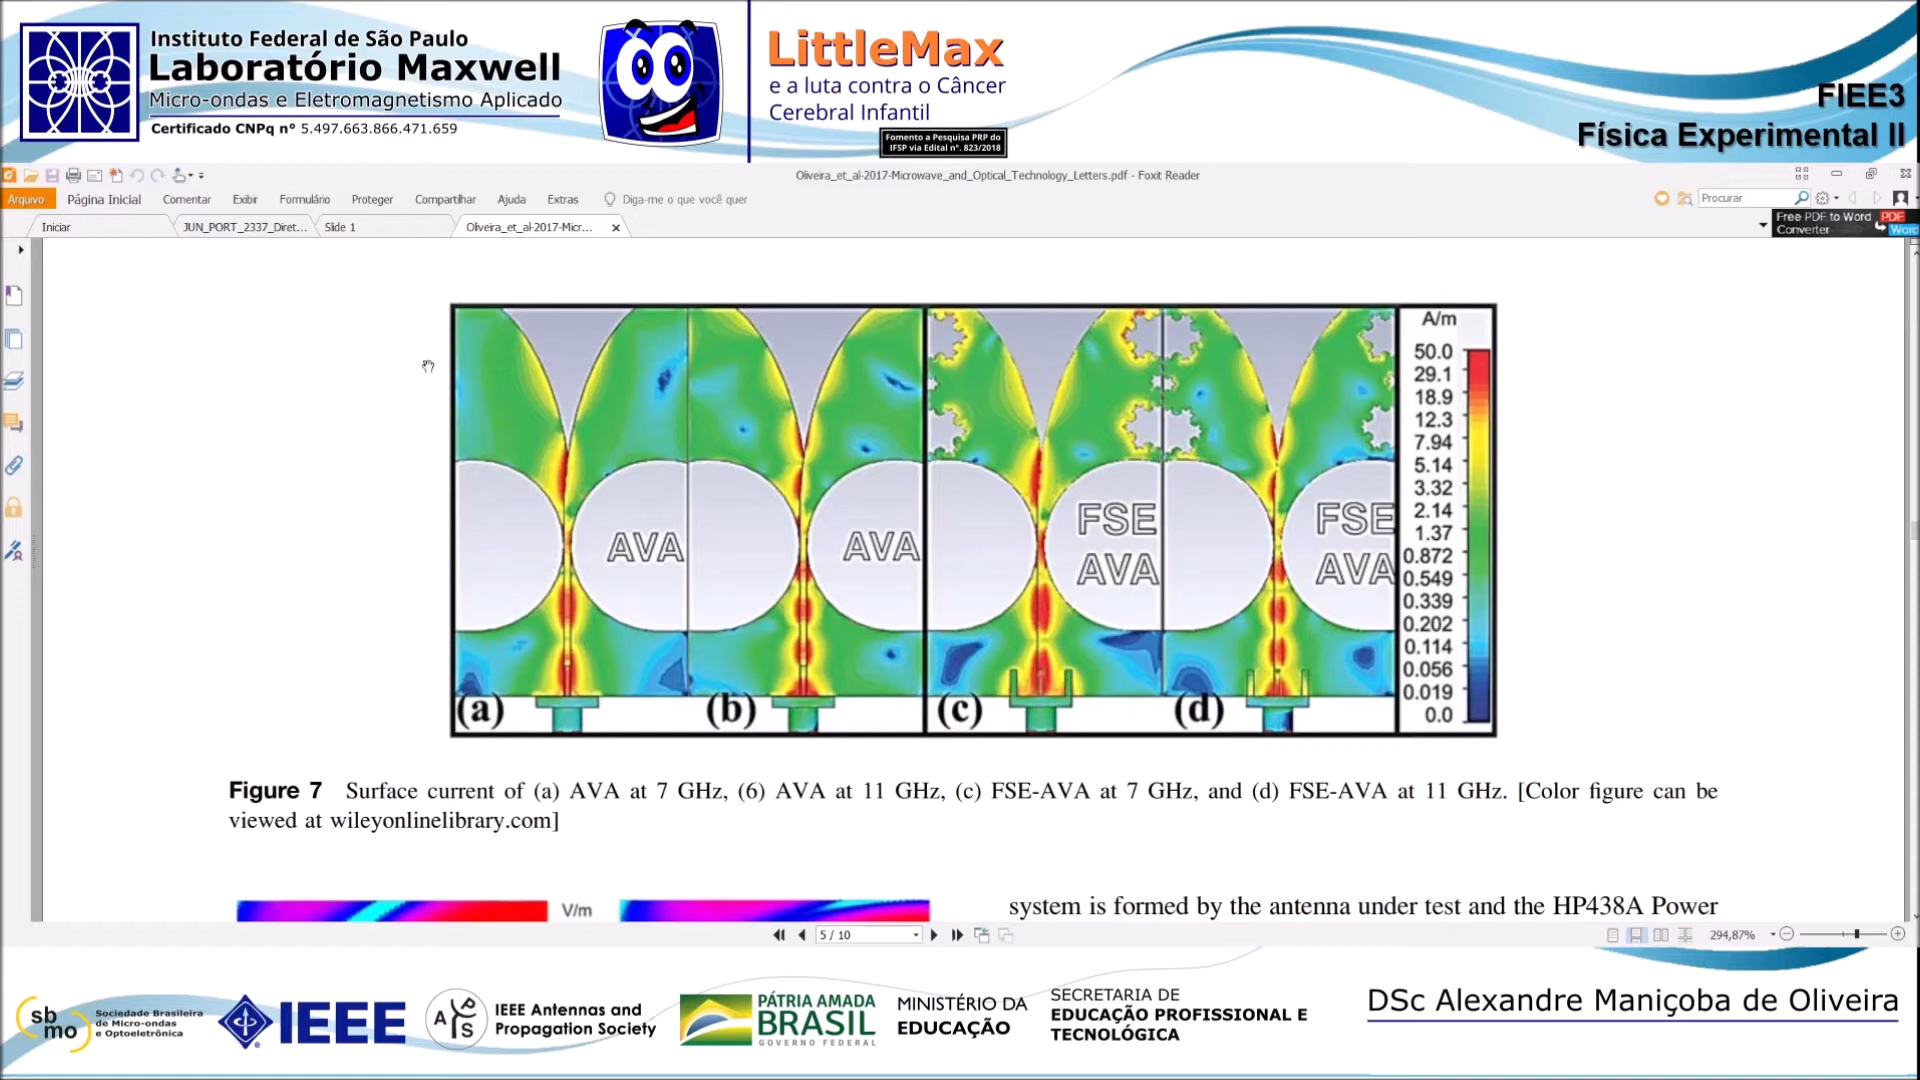 Instituto Federal de São Paulo
Laboratório Maxwell
Micro-ondas e Eletromagnetismo Aplicado
Certificado CNPq n° 5.497.663.866.471.659
LittleMax
e a luta contra o Câncer
Cerebral Infantil
Fomento a Pesquisa PRP do
IFSP via Edital n°. 823/2018
FIEE3
Física Experimental II
Oliveira_et_al-2017-Microwave_and_Optical_Technology_Letters.pdf - Foxit Reader
Arquivo Página Inicial Comentar Exibir Formulário Proteger Compartilhar Ajuda Extras Diga-me o que você quer Procurar
Iniciar JUN_PORT_2337_Diret... Slide 1 Oliveira_et_al-2017-Micr...
Free PDF to Word
Converter
PDF
Word
A/m
50.0
29.1
18.9
12.3
7.94
5.14
3.32
2.14
1.37
0.872
0.549
0.339
0.202
0.114
0.056
0.019
0.0
AVA AVA
FSE
AVA
FSE
AVA
(a) (b) (c) (d)
Figure 7 Surface current of (a) AVA at 7 GHz, (6) AVA at 11 GHz, (c) FSE-AVA at 7 GHz, and (d) FSE-AVA at 11 GHz. [Color figure can be
viewed at wileyonlinelibrary.com]
V/m
system is formed by the antenna under test and the HP438A Power
5 / 10
294,87%
sb
mo
Sociedade Brasileira
de Micro-ondas
e Optoeletrônica
IEEE
A P S
IEEE Antennas and
Propagation Society
PÁTRIA AMADA
BRASIL
GOVERNO FEDERAL
MINISTÉRIO DA
EDUCAÇÃO
SECRETARIA DE
EDUCAÇÃO PROFISSIONAL E
TECNOLÓGICA
DSc Alexandre Maniçoba de Oliveira